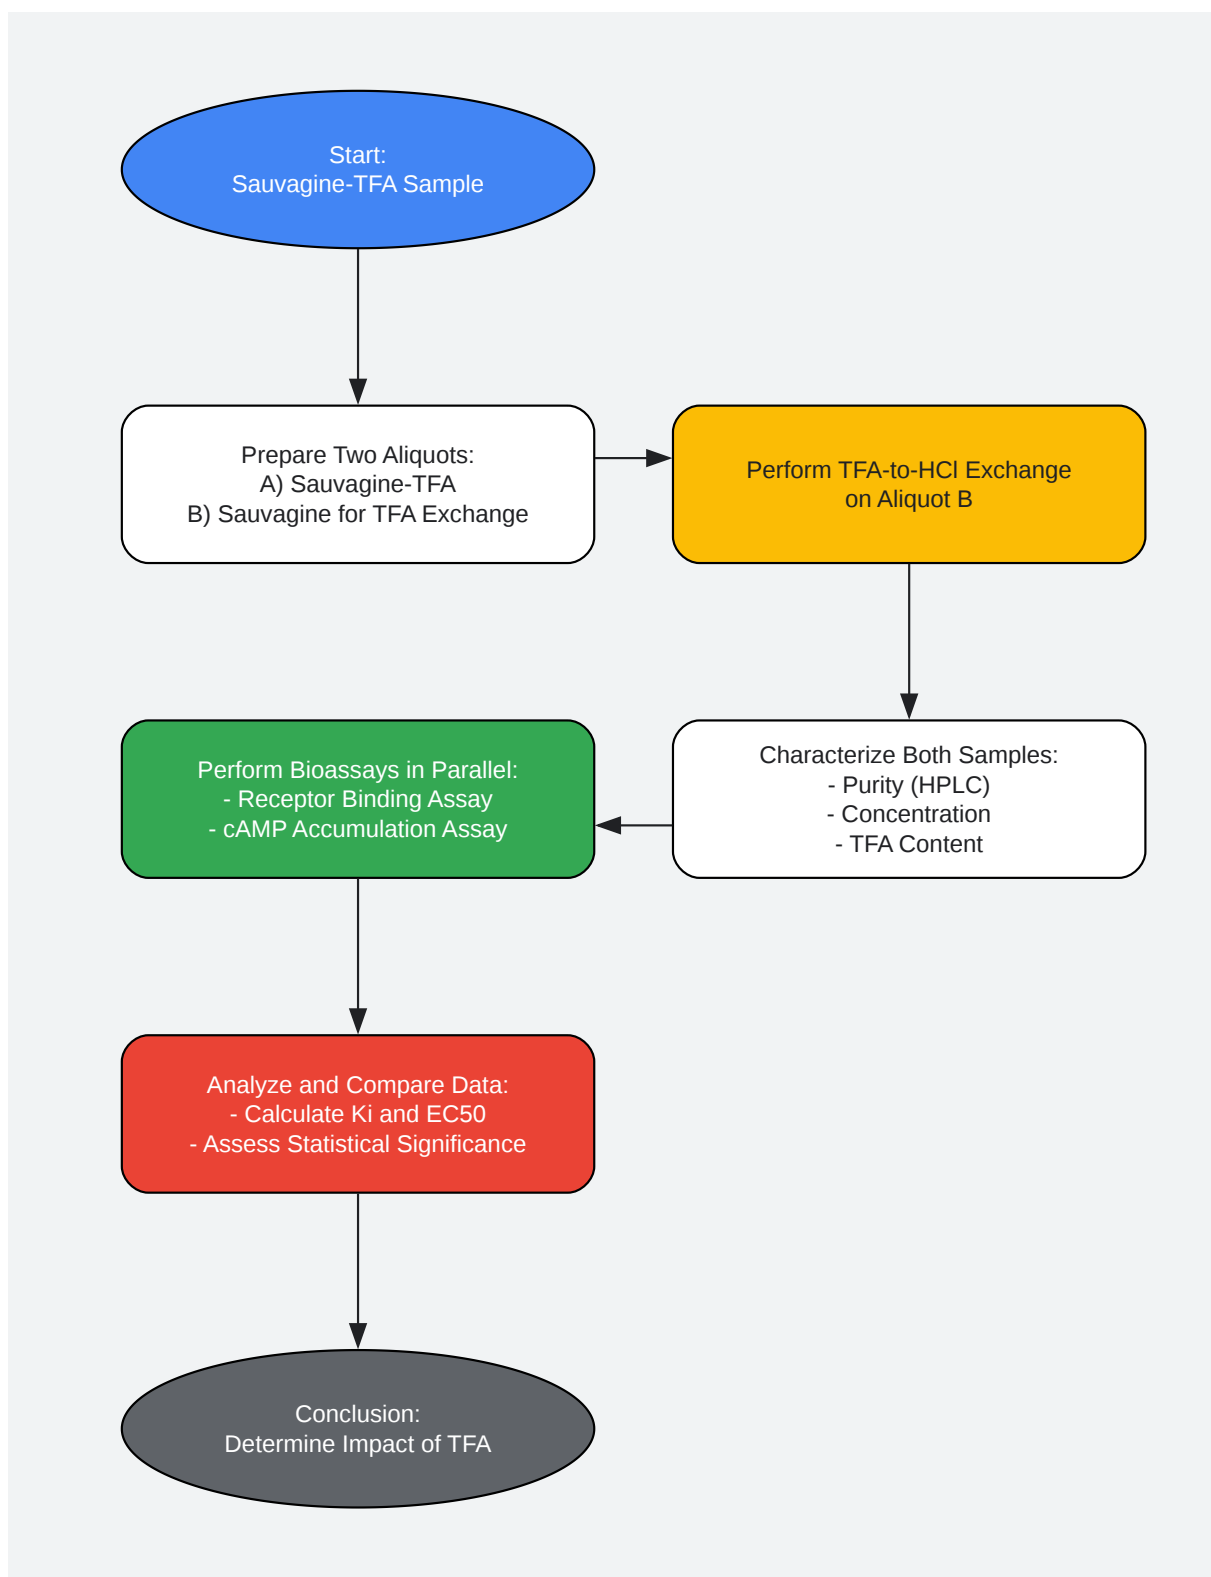 Start:
Sauvagine-TFA Sample
Prepare Two Aliquots:
A) Sauvagine-TFA
B) Sauvagine for TFA Exchange
Perform TFA-to-HCl Exchange
on Aliquot B
Characterize Both Samples:
- Purity (HPLC)
- Concentration
- TFA Content
Perform Bioassays in Parallel:
- Receptor Binding Assay
- cAMP Accumulation Assay
Analyze and Compare Data:
- Calculate Ki and EC50
- Assess Statistical Significance
Conclusion:
Determine Impact of TFA